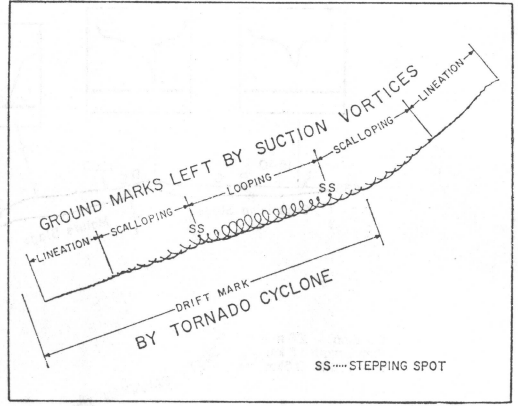 GROUND MARKS LEFT BY SUCTION VORTICES
LINEATION
SCALLOPING
LOOPING
SCALLOPING
LINEATION
SS
SS
DRIFT MARK
BY TORNADO CYCLONE
SS ····· STEPPING SPOT